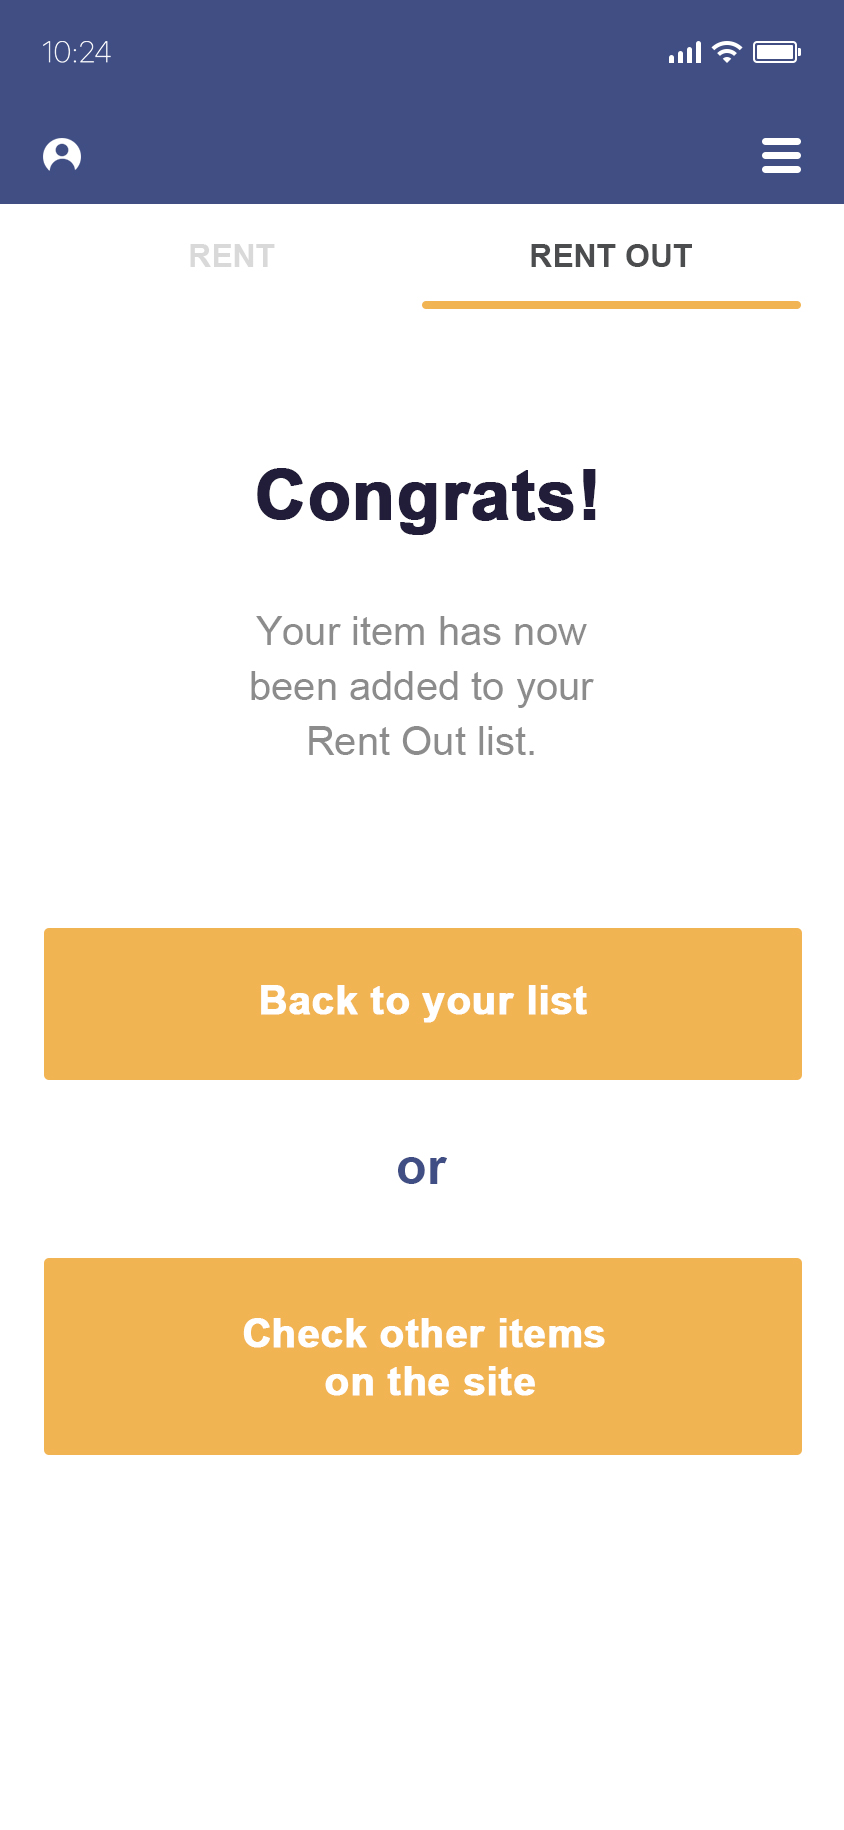 10:24
RENT
RENT OUT
Congrats!
Your item has now
been added to your
Rent Out list.
Back to your list
or
Check other items
on the site